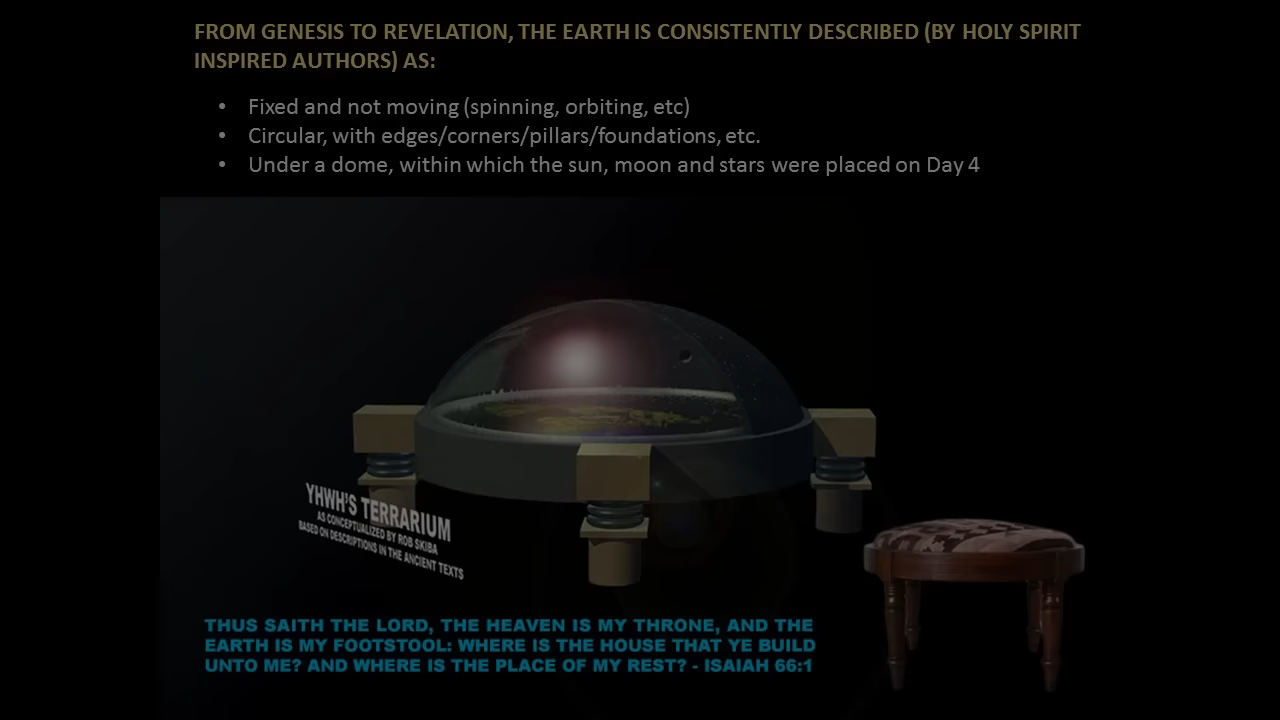 FROM GENESIS TO REVELATION, THE EARTH IS CONSISTENTLY DESCRIBED (BY HOLY SPIRIT
INSPIRED AUTHORS) AS:
• Fixed and not moving (spinning, orbiting, etc)
• Circular, with edges/corners/pillars/foundations, etc.
• Under a dome, within which the sun, moon and stars were placed on Day 4
YHWH'S TERRARIUM
AS CONCEPTUALIZED BY ROB SKIBA
BASED ON DESCRIPTIONS IN THE ANCIENT TEXTS
THUS SAITH THE LORD, THE HEAVEN IS MY THRONE, AND THE
EARTH IS MY FOOTSTOOL: WHERE IS THE HOUSE THAT YE BUILD
UNTO ME? AND WHERE IS THE PLACE OF MY REST? - ISAIAH 66:1